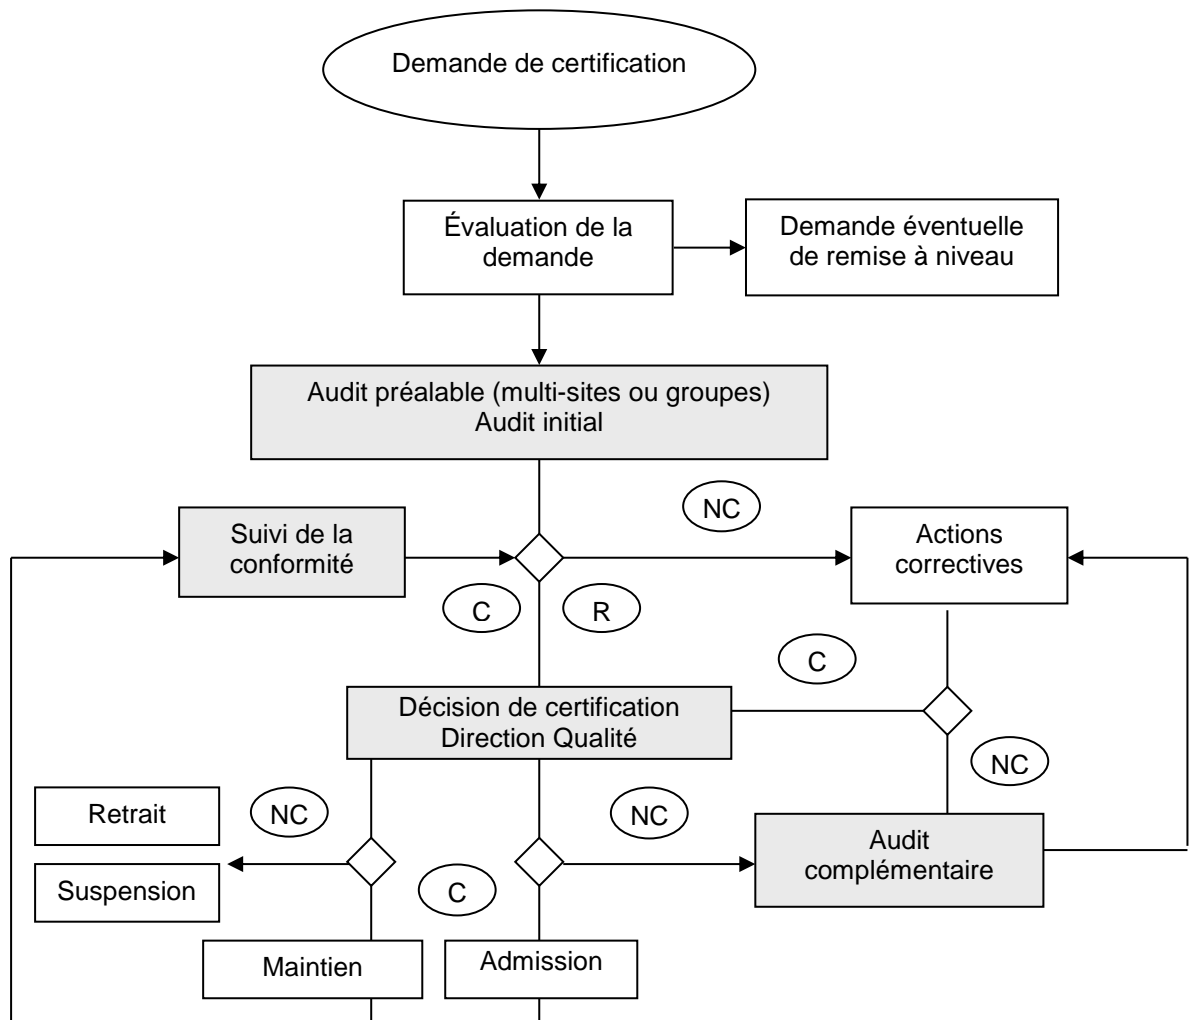 Demande de certification
Évaluation de la
demande
Demande éventuelle
de remise à niveau
Audit préalable (multi-sites ou groupes)
Audit initial
NC
Suivi de la
conformité
Actions
correctives
C
R
C
Décision de certification
Direction Qualité
NC
Retrait
NC
NC
Audit
complémentaire
Suspension
C
Maintien
Admission